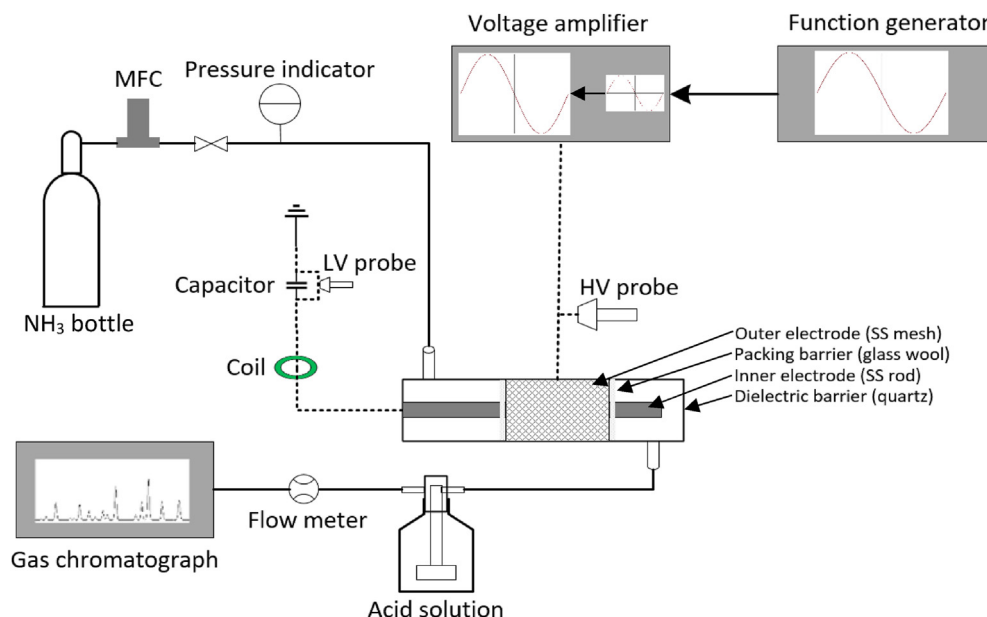 Voltage amplifier
Function generator
MFC
Pressure indicator
LV probe
Capacitor
HV probe
NH₃ bottle
Coil
Outer electrode (SS mesh)
Packing barrier (glass wool)
Inner electrode (SS rod)
Dielectric barrier (quartz)
Flow meter
Gas chromatograph
Acid solution